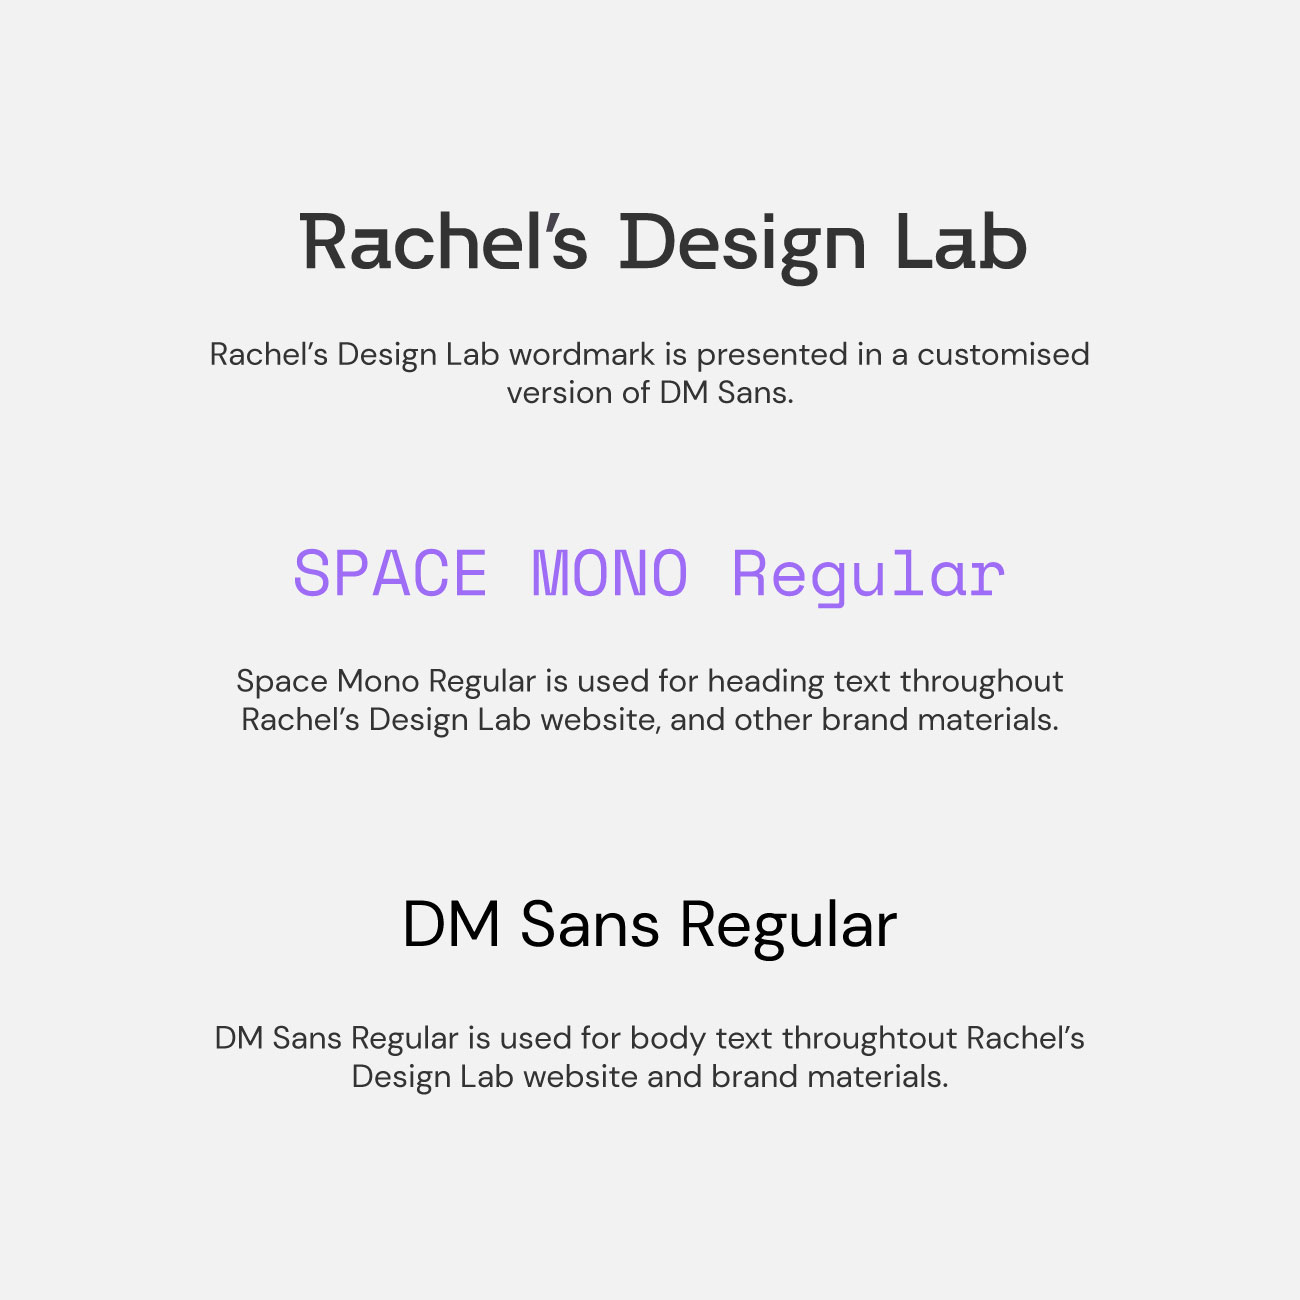 Rachel’s Design Lab
Rachel’s Design Lab wordmark is presented in a customised
version of DM Sans.
SPACE MONO Regular
Space Mono Regular is used for heading text throughout
Rachel’s Design Lab website, and other brand materials.
DM Sans Regular
DM Sans Regular is used for body text throughtout Rachel’s
Design Lab website and brand materials.